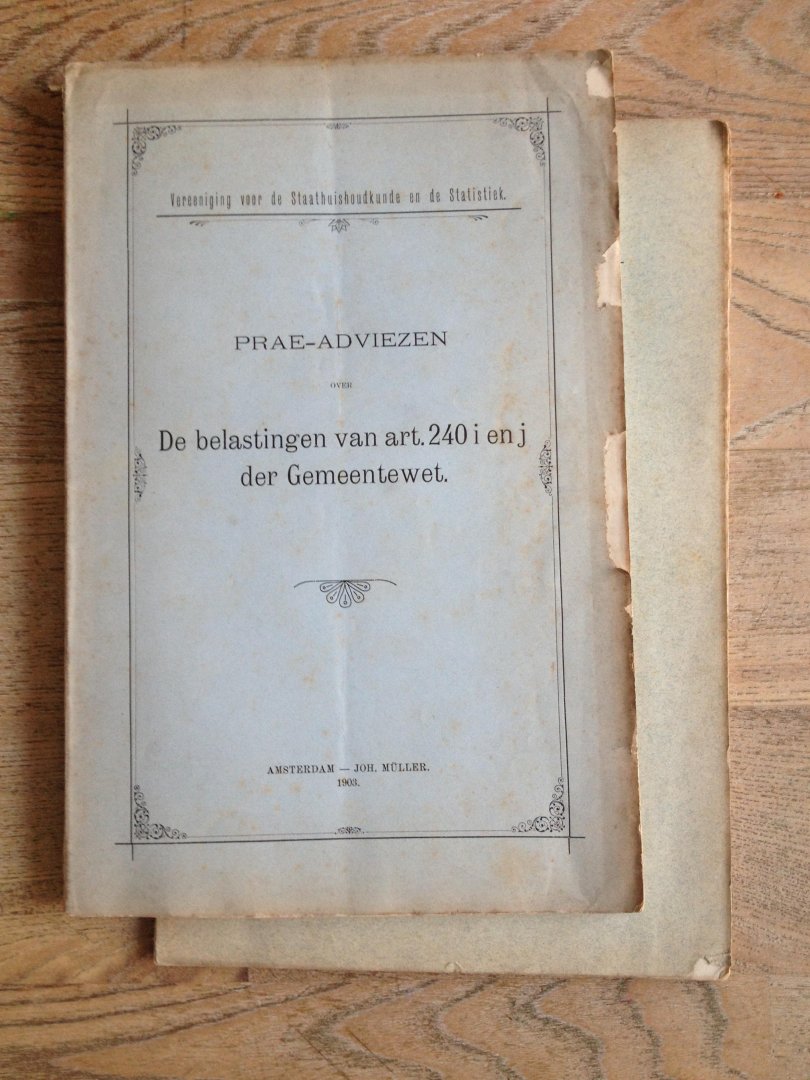 Vereeniging voor de Staathuishoudkunde en de Statistiek.
PRAE-ADVIEZEN
OVER
De belastingen van art. 240 i en j
der Gemeentewet.
AMSTERDAM — JOH. MÜLLER.
1903.